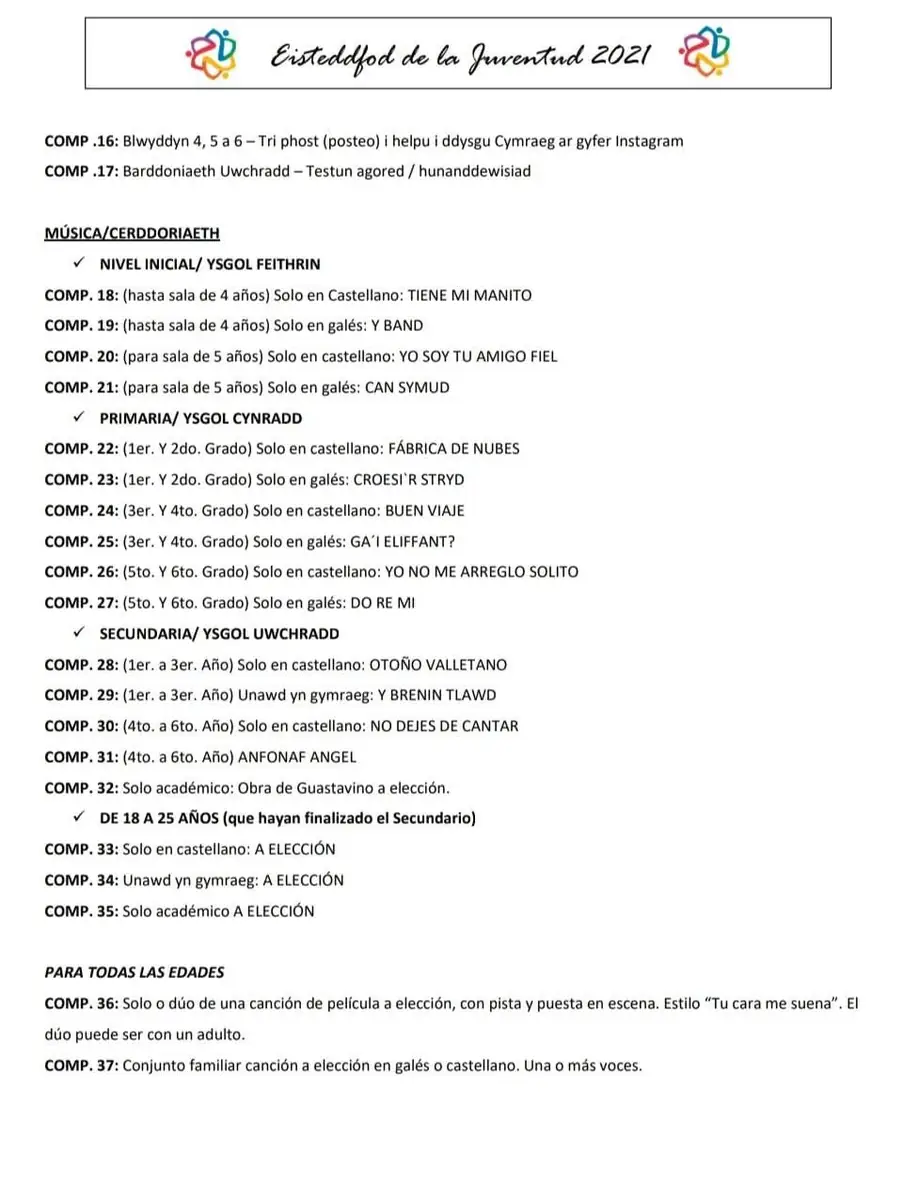 Eisteddfod de la Juventud 2021
COMP .16: Blwyddyn 4, 5 a 6 – Tri phost (posteo) i helpu i ddysgu Cymraeg ar gyfer Instagram
COMP .17: Barddoniaeth Uwchradd – Testun agored / hunanddewisiad
MÚSICA/CERDDORIAETH
✓ NIVEL INICIAL/ YSGOL FEITHRIN
COMP. 18: (hasta sala de 4 años) Solo en Castellano: TIENE MI MANITO
COMP. 19: (hasta sala de 4 años) Solo en galés: Y BAND
COMP. 20: (para sala de 5 años) Solo en castellano: YO SOY TU AMIGO FIEL
COMP. 21: (para sala de 5 años) Solo en galés: CAN SYMUD
✓ PRIMARIA/ YSGOL CYNRADD
COMP. 22: (1er. Y 2do. Grado) Solo en castellano: FÁBRICA DE NUBES
COMP. 23: (1er. Y 2do. Grado) Solo en galés: CROESI`R STRYD
COMP. 24: (3er. Y 4to. Grado) Solo en castellano: BUEN VIAJE
COMP. 25: (3er. Y 4to. Grado) Solo en galés: GA´I ELIFFANT?
COMP. 26: (5to. Y 6to. Grado) Solo en castellano: YO NO ME ARREGLO SOLITO
COMP. 27: (5to. Y 6to. Grado) Solo en galés: DO RE MI
✓ SECUNDARIA/ YSGOL UWCHRADD
COMP. 28: (1er. a 3er. Año) Solo en castellano: OTOÑO VALLETANO
COMP. 29: (1er. a 3er. Año) Unawd yn gymraeg: Y BRENIN TLAWD
COMP. 30: (4to. a 6to. Año) Solo en castellano: NO DEJES DE CANTAR
COMP. 31: (4to. a 6to. Año) ANFONAF ANGEL
COMP. 32: Solo académico: Obra de Guastavino a elección.
✓ DE 18 A 25 AÑOS (que hayan finalizado el Secundario)
COMP. 33: Solo en castellano: A ELECCIÓN
COMP. 34: Unawd yn gymraeg: A ELECCIÓN
COMP. 35: Solo académico A ELECCIÓN
PARA TODAS LAS EDADES
COMP. 36: Solo o dúo de una canción de película a elección, con pista y puesta en escena. Estilo “Tu cara me suena”. El
dúo puede ser con un adulto.
COMP. 37: Conjunto familiar canción a elección en galés o castellano. Una o más voces.